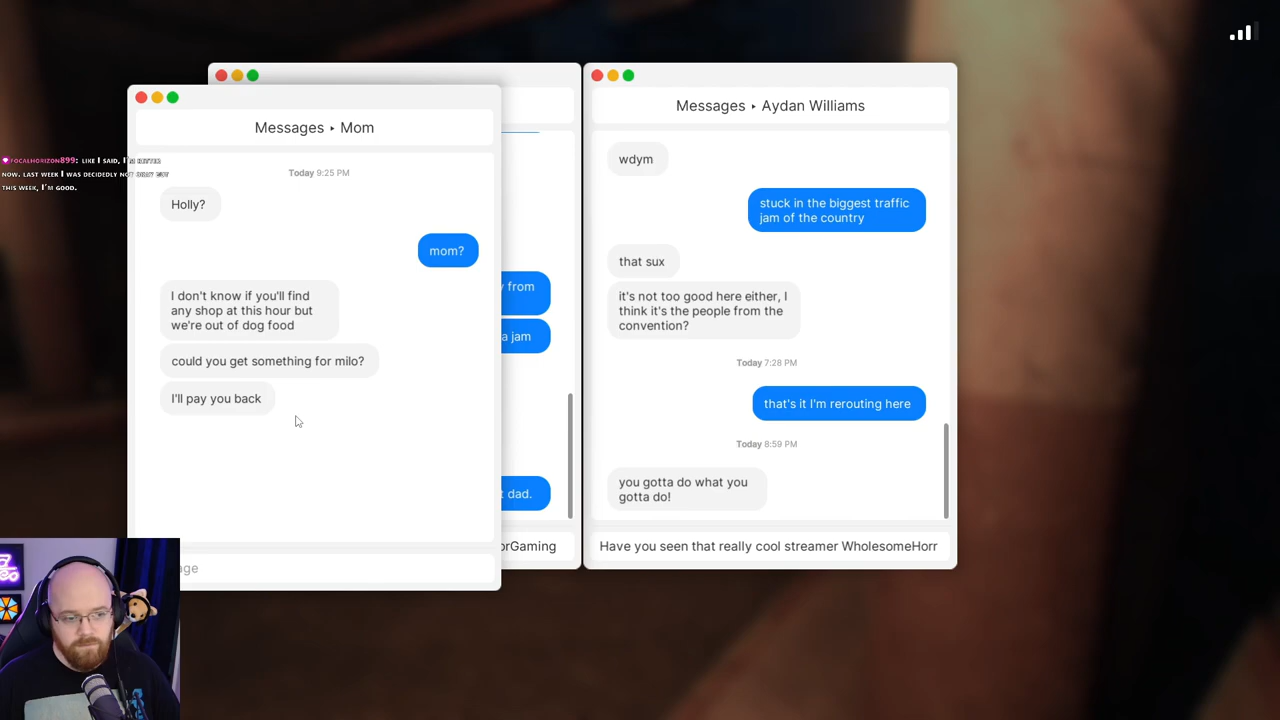 Messages ▸ Mom
Today 9:25 PM
Holly?
mom?
I don't know if you'll find
any shop at this hour but
we're out of dog food
could you get something for milo?
I'll pay you back
age
y from
a jam
t dad.
orGaming
Messages ▸ Aydan Williams
wdym
stuck in the biggest traffic
jam of the country
that sux
it's not too good here either, I
think it's the people from the
convention?
Today 7:28 PM
that's it I'm rerouting here
Today 8:59 PM
you gotta do what you
gotta do!
Have you seen that really cool streamer WholesomeHorr
FOCALHORIZON899: LIKE I SAID, I'M BETTER
NOW. LAST WEEK I WAS DECIDEDLY NOT OKAY BUT
THIS WEEK, I'M GOOD.